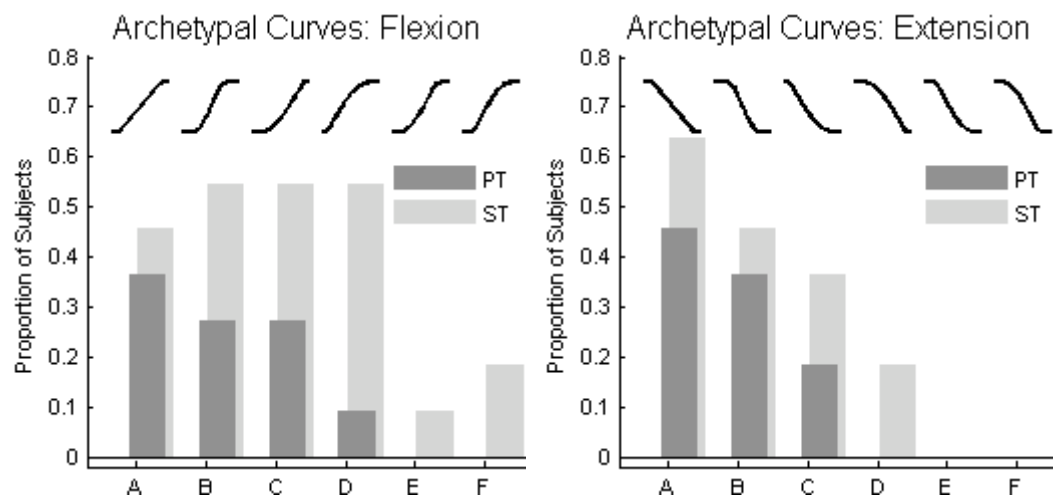 Archetypal Curves: Flexion
0.8
0.7
0.6
0.5
0.4
0.3
0.2
0.1
0
Proportion of Subjects
PT
ST
A B C D E F
Archetypal Curves: Extension
0.8
0.7
0.6
0.5
0.4
0.3
0.2
0.1
0
Proportion of Subjects
PT
ST
A B C D E F